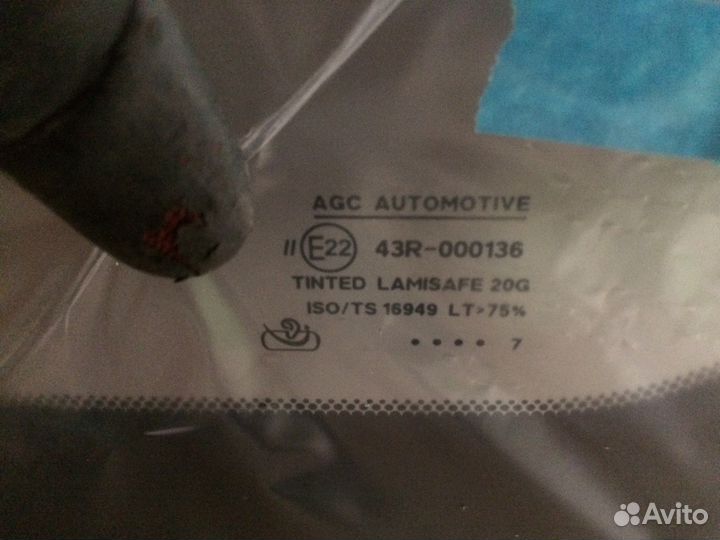 AGC AUTOMOTIVE
II E22 43R-000136
TINTED LAMISAFE 20G
ISO/TS 16949 LT>75%
• • • • 7
Avito